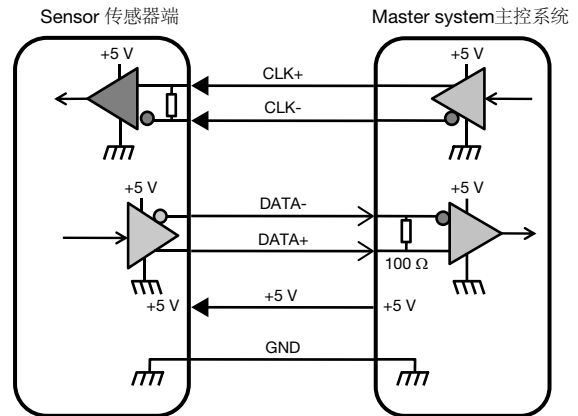 Sensor 传感器端
Master system主控系统
+5 V
CLK+
+5 V
CLK-
+5 V
DATA-
+5 V
DATA+
100 Ω
+5 V
+5 V
+5 V
GND